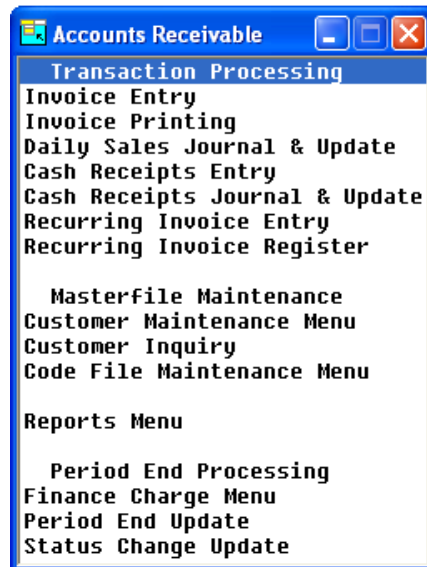 Accounts Receivable
Transaction Processing
Invoice Entry
Invoice Printing
Daily Sales Journal & Update
Cash Receipts Entry
Cash Receipts Journal & Update
Recurring Invoice Entry
Recurring Invoice Register
Masterfile Maintenance
Customer Maintenance Menu
Customer Inquiry
Code File Maintenance Menu
Reports Menu
Period End Processing
Finance Charge Menu
Period End Update
Status Change Update